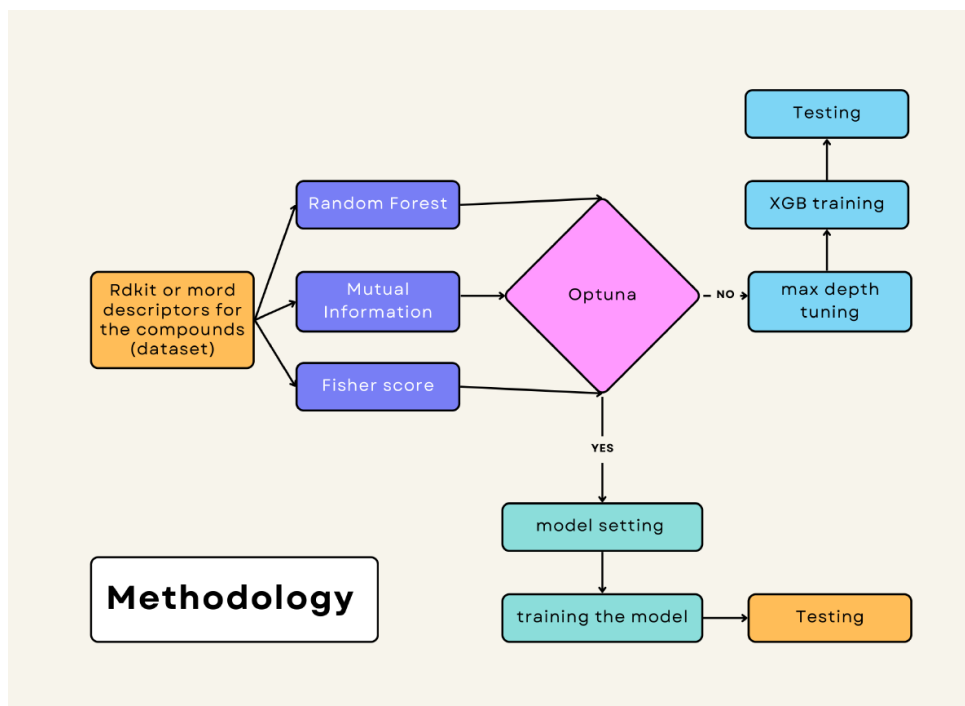 Testing
Random Forest
XGB training
Rdkit or mord
descriptors for
the compounds
(dataset)
Mutual
Information
Optuna
NO
max depth
tuning
Fisher score
YES
model setting
Methodology
training the model
Testing